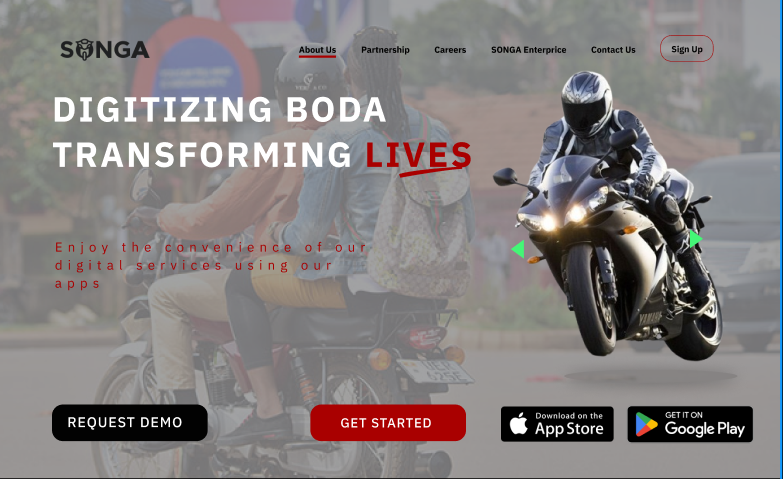 SONGA
About Us
Partnership
Careers
SONGA Enterprice
Contact Us
Sign Up
DIGITIZING BODA
TRANSFORMING LIVES
Enjoy the convenience of our
digital services using our
apps
YAMAHA
REQUEST DEMO
GET STARTED
Download on the
App Store
GET IT ON
Google Play